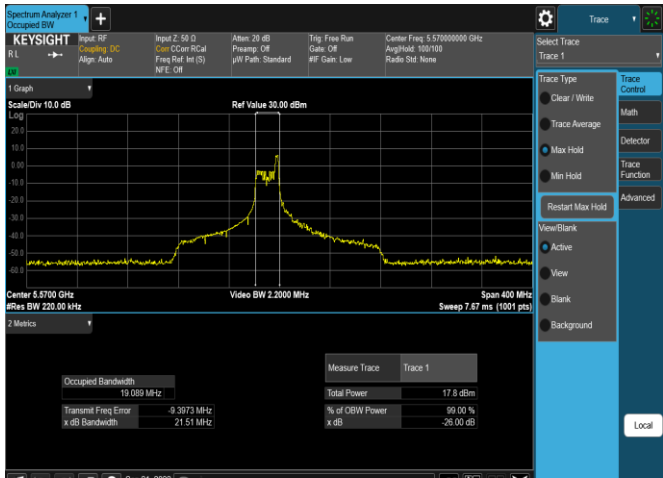 Spectrum Analyzer 1
Occupied BW
Trace
KEYSIGHT
R L
LNI
Input: RF
Coupling: DC
Align: Auto
Input Z: 50 Ω
Corr CCorr RCal
Freq Ref: Int (S)
NFE: Off
Atten: 20 dB
Preamp: Off
µW Path: Standard
Trig: Free Run
Gate: Off
#IF Gain: Low
Center Freq: 5.570000000 GHz
Avg|Hold: 100/100
Radio Std: None
Select Trace
Trace 1
1 Graph
Scale/Div 10.0 dB
Ref Value 30.00 dBm
Log
20.0
10.0
0.00
-10.0
-20.0
-30.0
-40.0
-50.0
-60.0
Center 5.5700 GHz
#Res BW 220.00 kHz
Video BW 2.2000 MHz
Span 400 MHz
Sweep 7.67 ms (1001 pts)
2 Metrics
Occupied Bandwidth
19.089 MHz
Transmit Freq Error -9.3973 MHz
x dB Bandwidth 21.51 MHz
Measure Trace Trace 1
Total Power 17.8 dBm
% of OBW Power 99.00 %
x dB -26.00 dB
Trace Type
Clear / Write
Trace Average
Max Hold
Min Hold
Restart Max Hold
View/Blank
Active
View
Blank
Background
Trace
Control
Math
Detector
Trace
Function
Advanced
Local